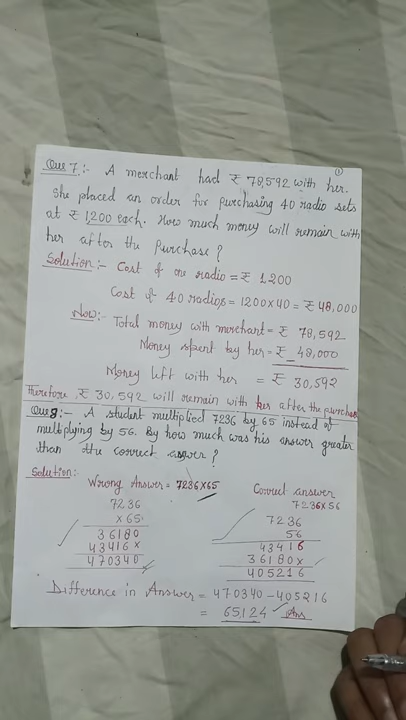 ①
Que 7:- A merchant had ₹ 78,592 with her.
She placed an order for purchasing 40 radio sets
at ₹ 1,200 each. How much money will remain with
her after the purchase?
Solution:- Cost of one radio = ₹ 1200
Cost of 40 radios = 1200×40 = ₹ 48,000
Now:- Total money with merchant = ₹ 78,592
Money spent by her = ₹ - 48,000
Money left with her = ₹ 30,592
Therefore, ₹ 30,592 will remain with her after the purchase
Que 8:- A student multiplied 7236 by 65 instead of
multplying by 56. By how much was his answer greater
than the correct
Solution:
Wrong Answer = 7236×65
7236
×65
36180
43416×
470340
Correct answer
7236×56
7236
56
43416
36180×
405216
Difference in Answer = 470340 - 405216
= 65124 Ans